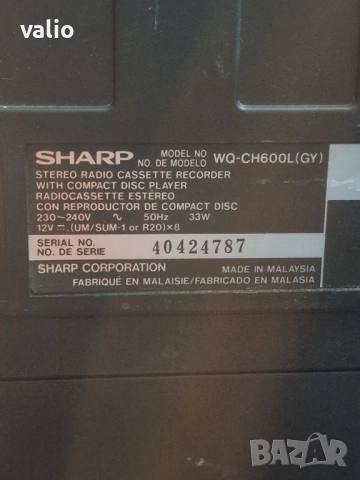 valio
SHARP MODEL NO. NO. DE MODELO WQ-CH600L(GY)
STEREO RADIO CASSETTE RECORDER
WITH COMPACT DISC PLAYER
RADIOCASSETTE ESTÉREO
CON REPRODUCTOR DE COMPACT DISC
230~240V ∿ 50Hz 33W
12V ⎓, (UM/SUM-1 or R20)×8
SERIAL NO.
NO. DE SERIE 40424787
SHARP CORPORATION MADE IN MALAYSIA
FABRIQUÉ EN MALAISIE/FABRICADO EN MALASIA
BAZAR